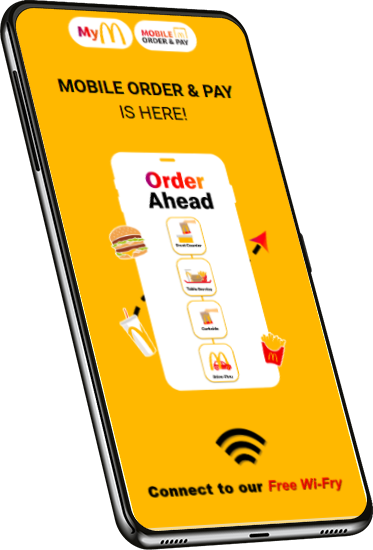 My
MOBILE
ORDER & PAY
MOBILE ORDER & PAY
IS HERE!
Order
Ahead
Front Counter
Table Service
Curbside
Drive Thru
Connect to our Free Wi-Fry